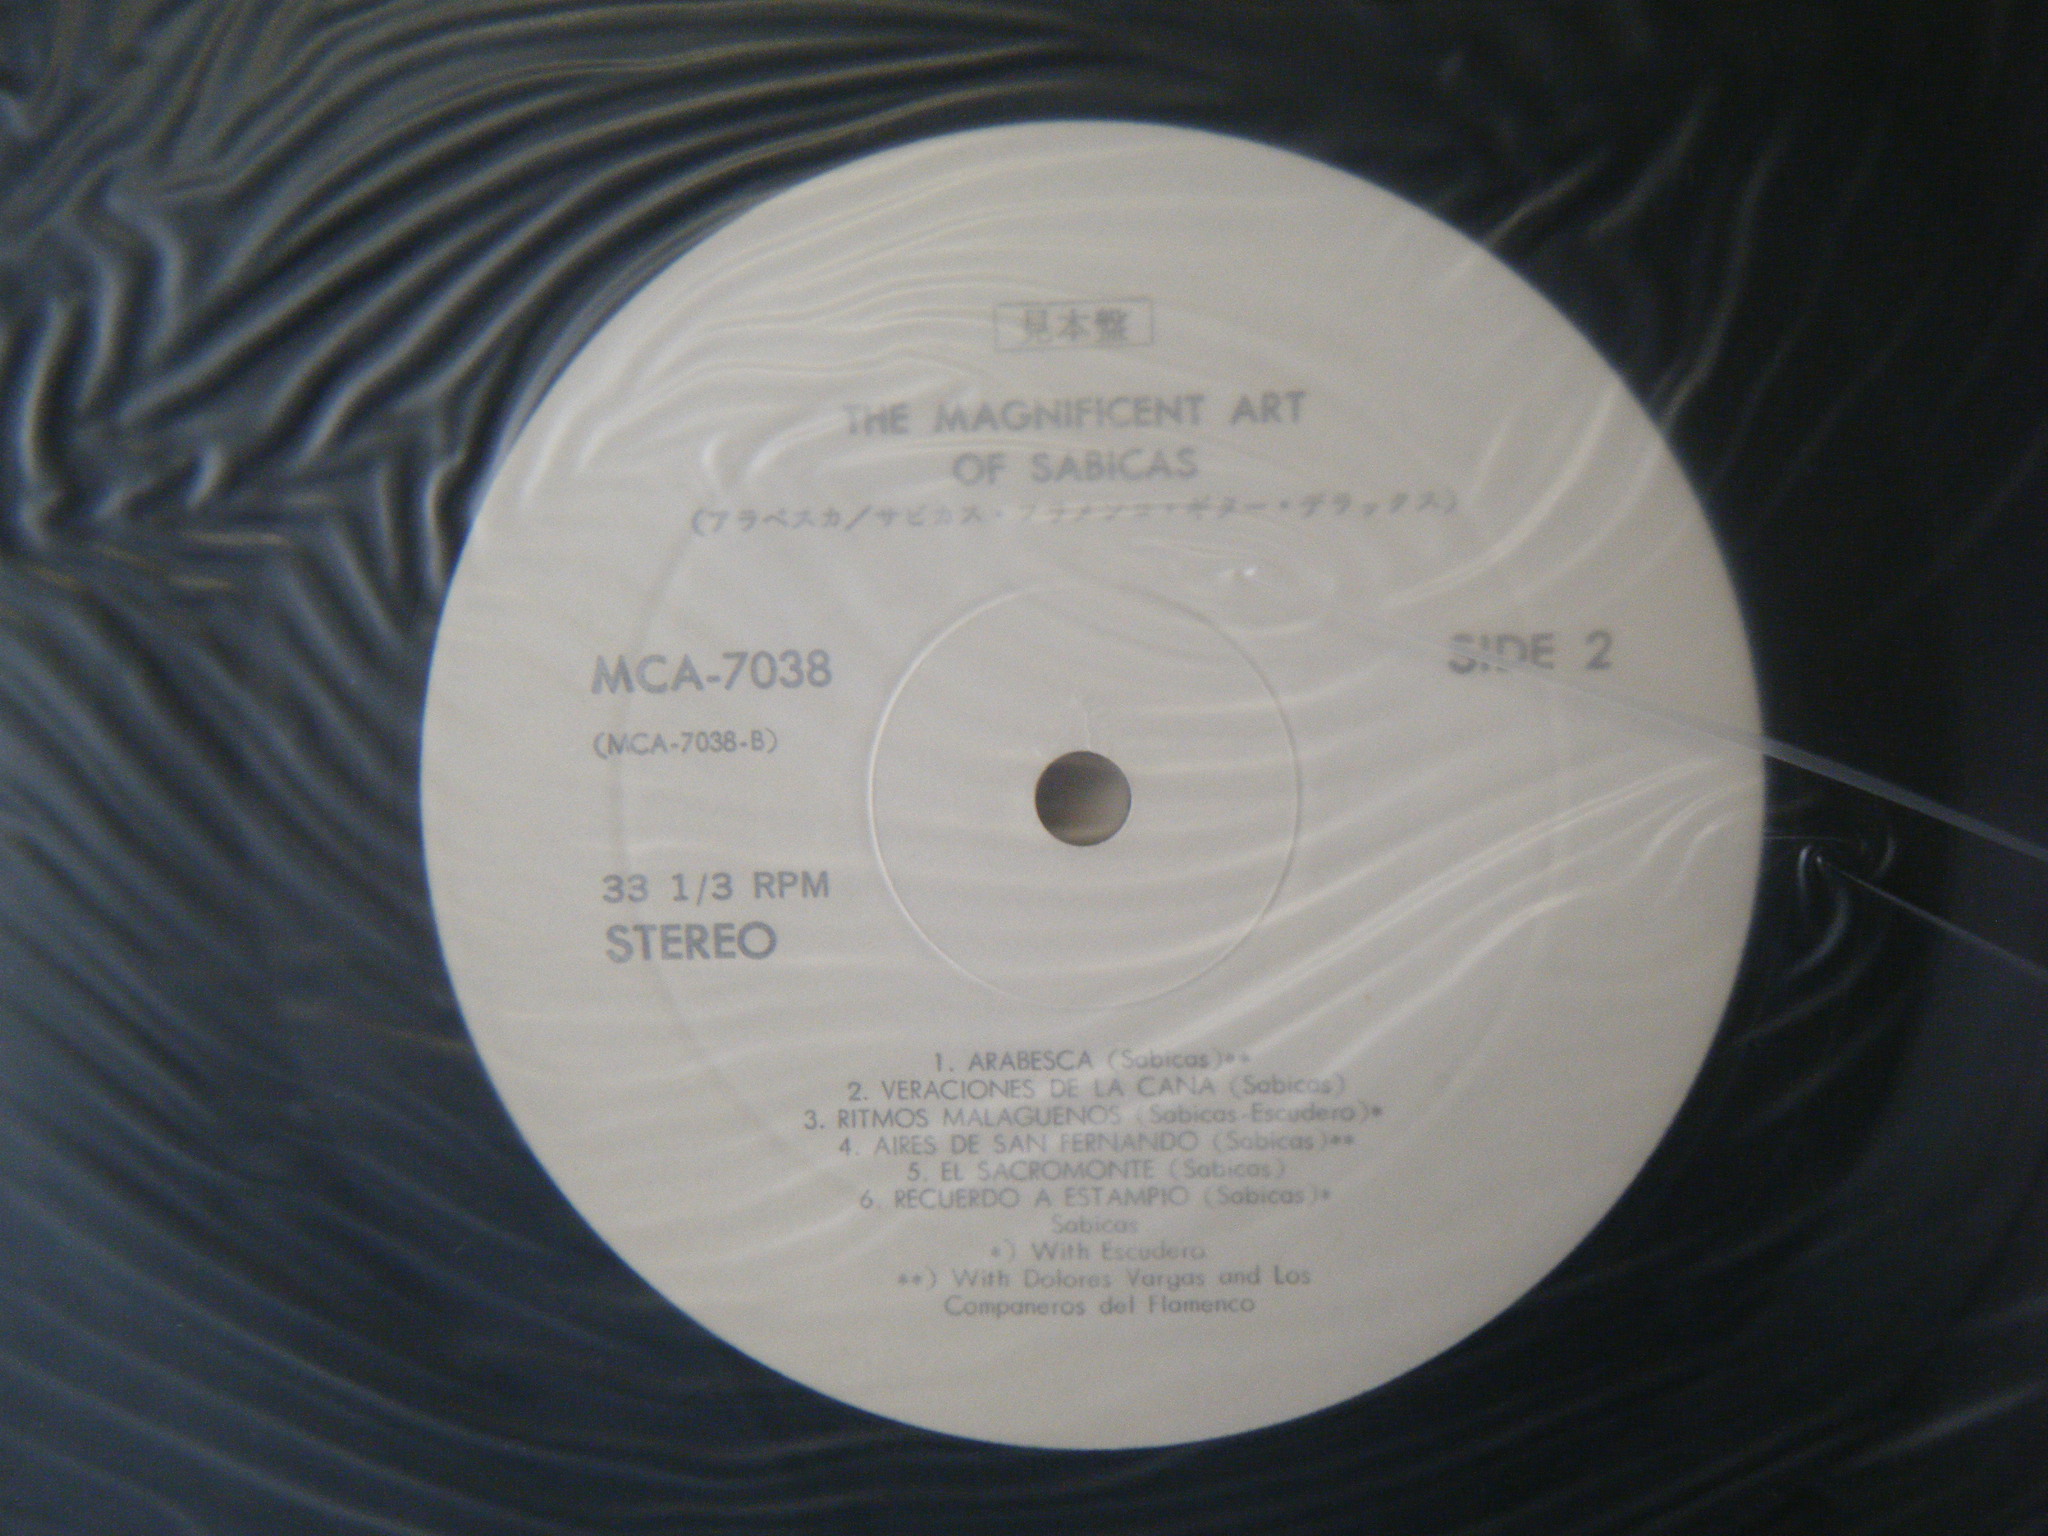 見本盤
THE MAGNIFICENT ART
OF SABICAS
(アラベスカ/サビカス・フラメンコ・ギター・デラックス)
MCA-7038
SIDE 2
(MCA-7038-B)
33 1/3 RPM
STEREO
1. ARABESCA (Sabicas)**
2. VERACIONES DE LA CANA (Sabicas)
3. RITMOS MALAGUENOS (Sabicas-Escudero)*
4. AIRES DE SAN FERNANDO (Sabicas)**
5. EL SACROMONTE (Sabicas)
6. RECUERDO A ESTAMPIO (Sabicas)*
Sabicas
*) With Escudero
**) With Dolores Vargas and Los
Companeros del Flamenco